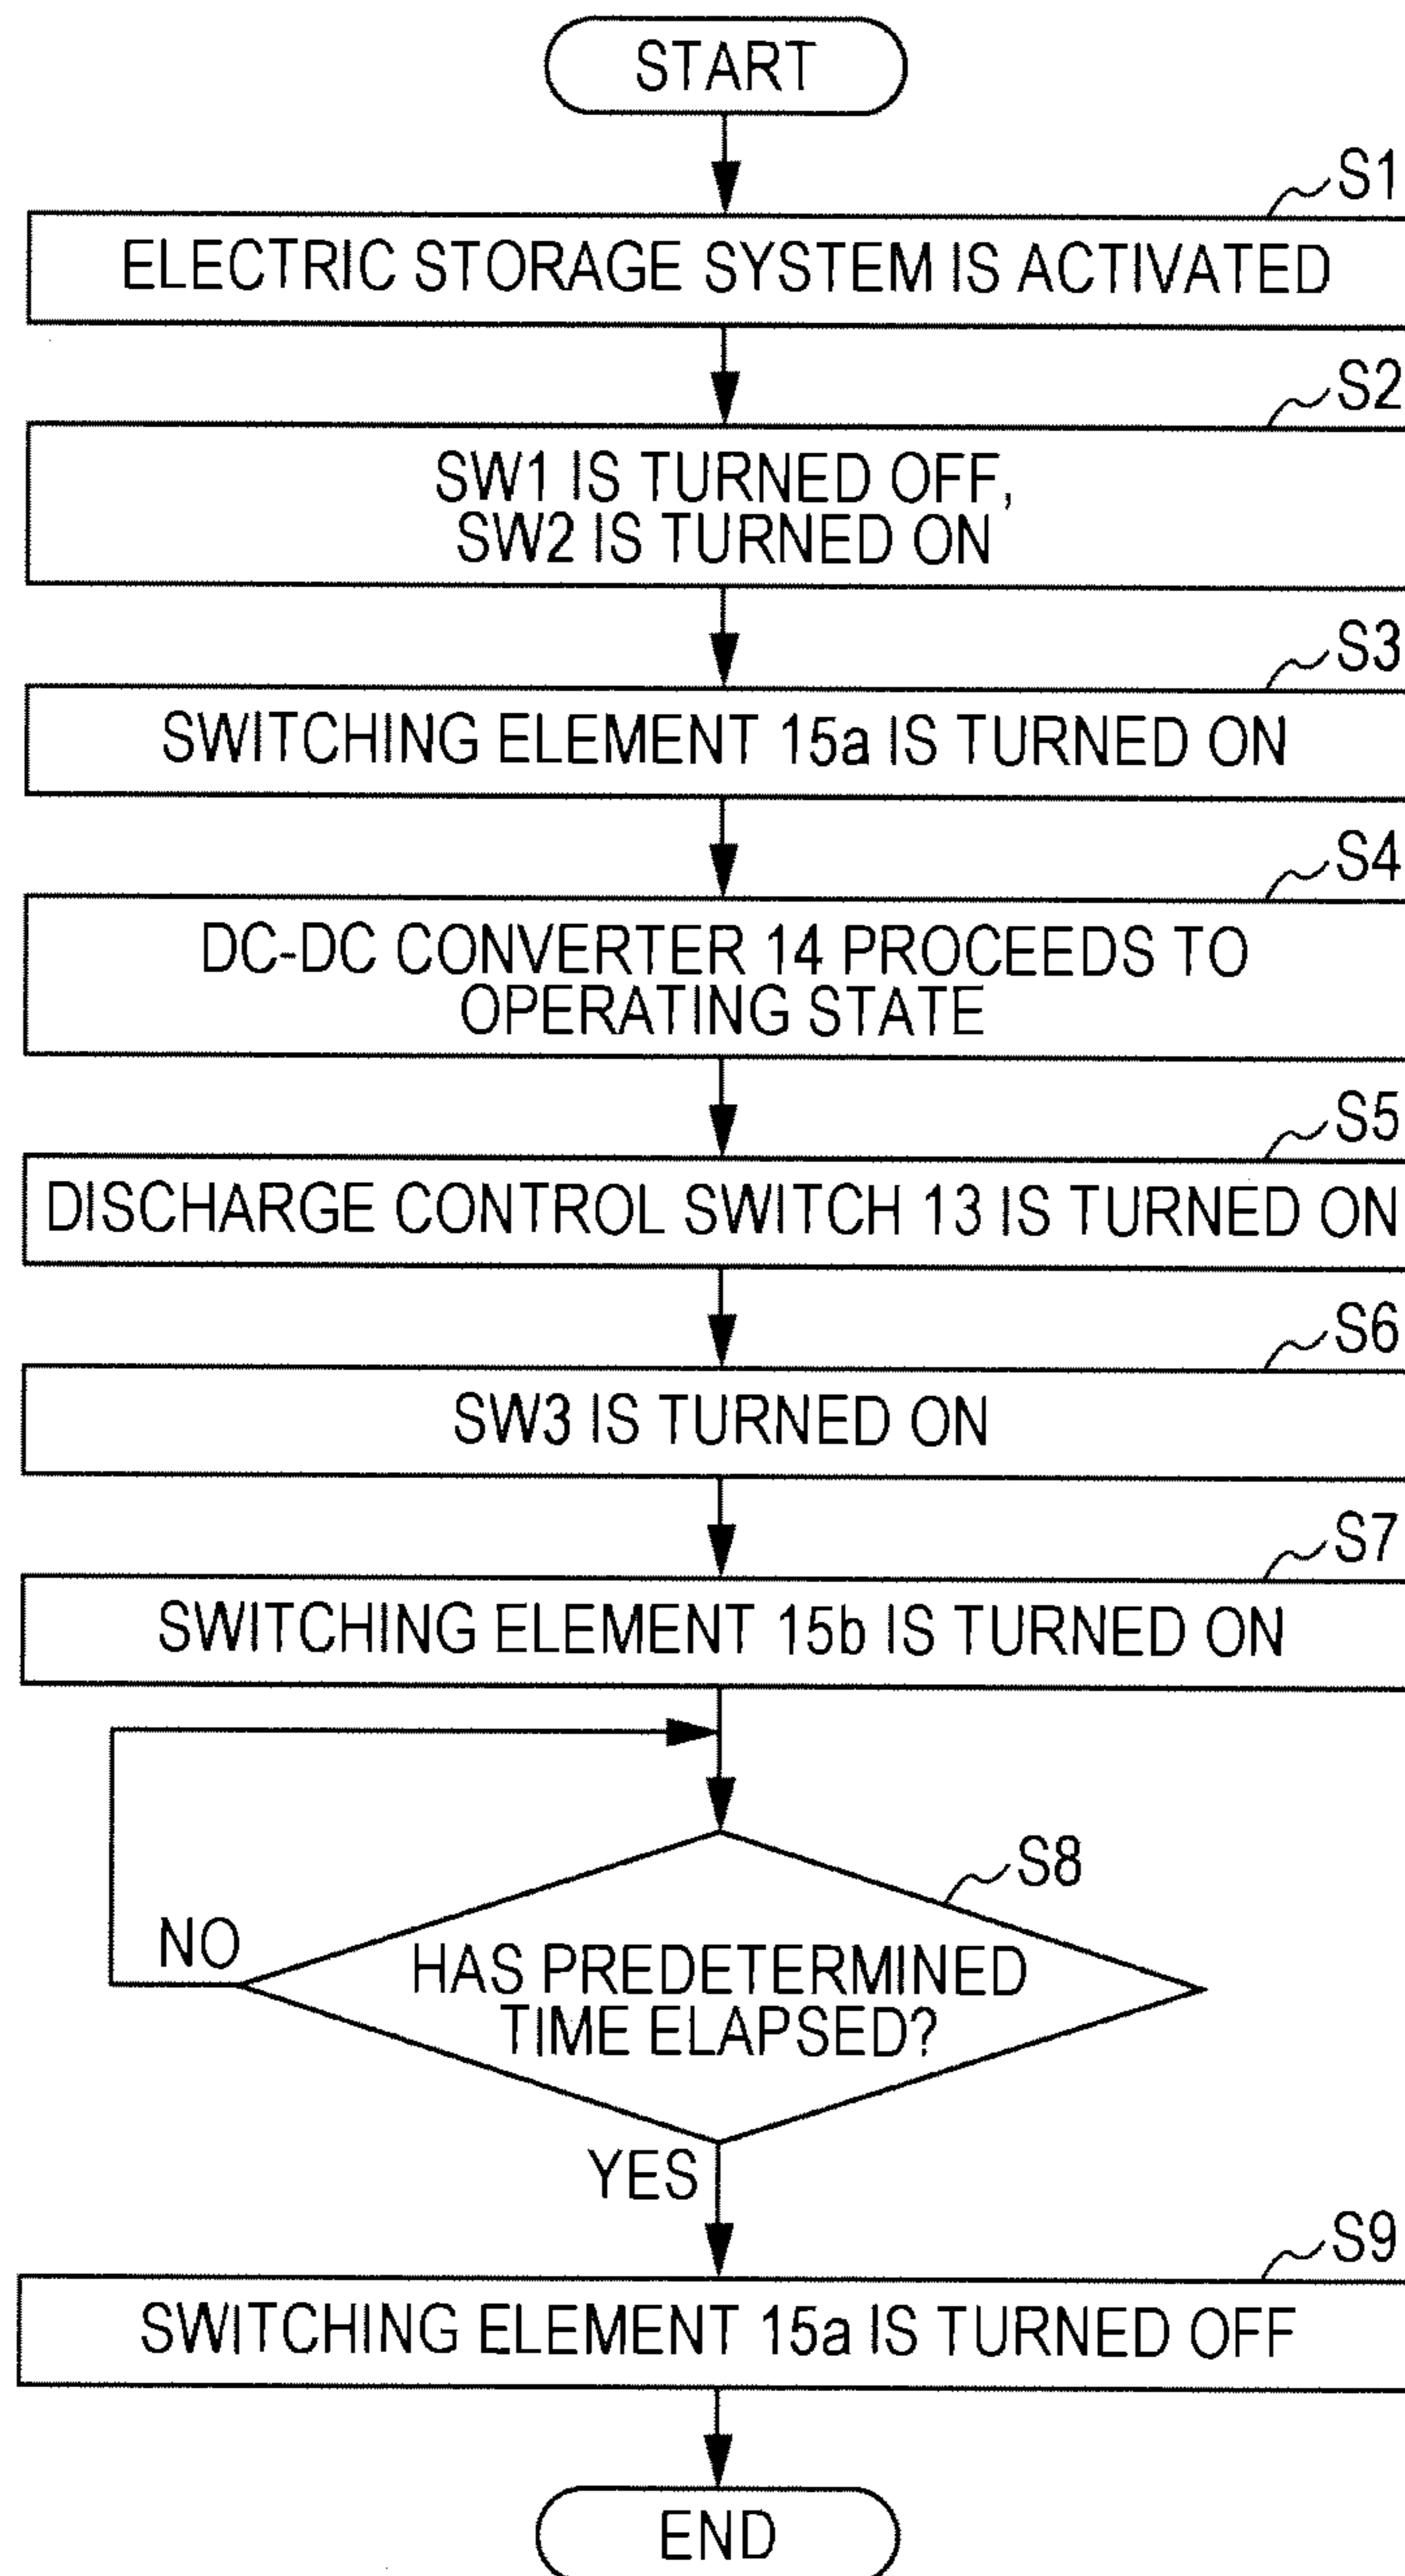 START
S1
ELECTRIC STORAGE SYSTEM IS ACTIVATED
S2
SW1 IS TURNED OFF,
SW2 IS TURNED ON
S3
SWITCHING ELEMENT 15a IS TURNED ON
S4
DC-DC CONVERTER 14 PROCEEDS TO
OPERATING STATE
S5
DISCHARGE CONTROL SWITCH 13 IS TURNED ON
S6
SW3 IS TURNED ON
S7
SWITCHING ELEMENT 15b IS TURNED ON
S8
NO
HAS PREDETERMINED
TIME ELAPSED?
YES
S9
SWITCHING ELEMENT 15a IS TURNED OFF
END